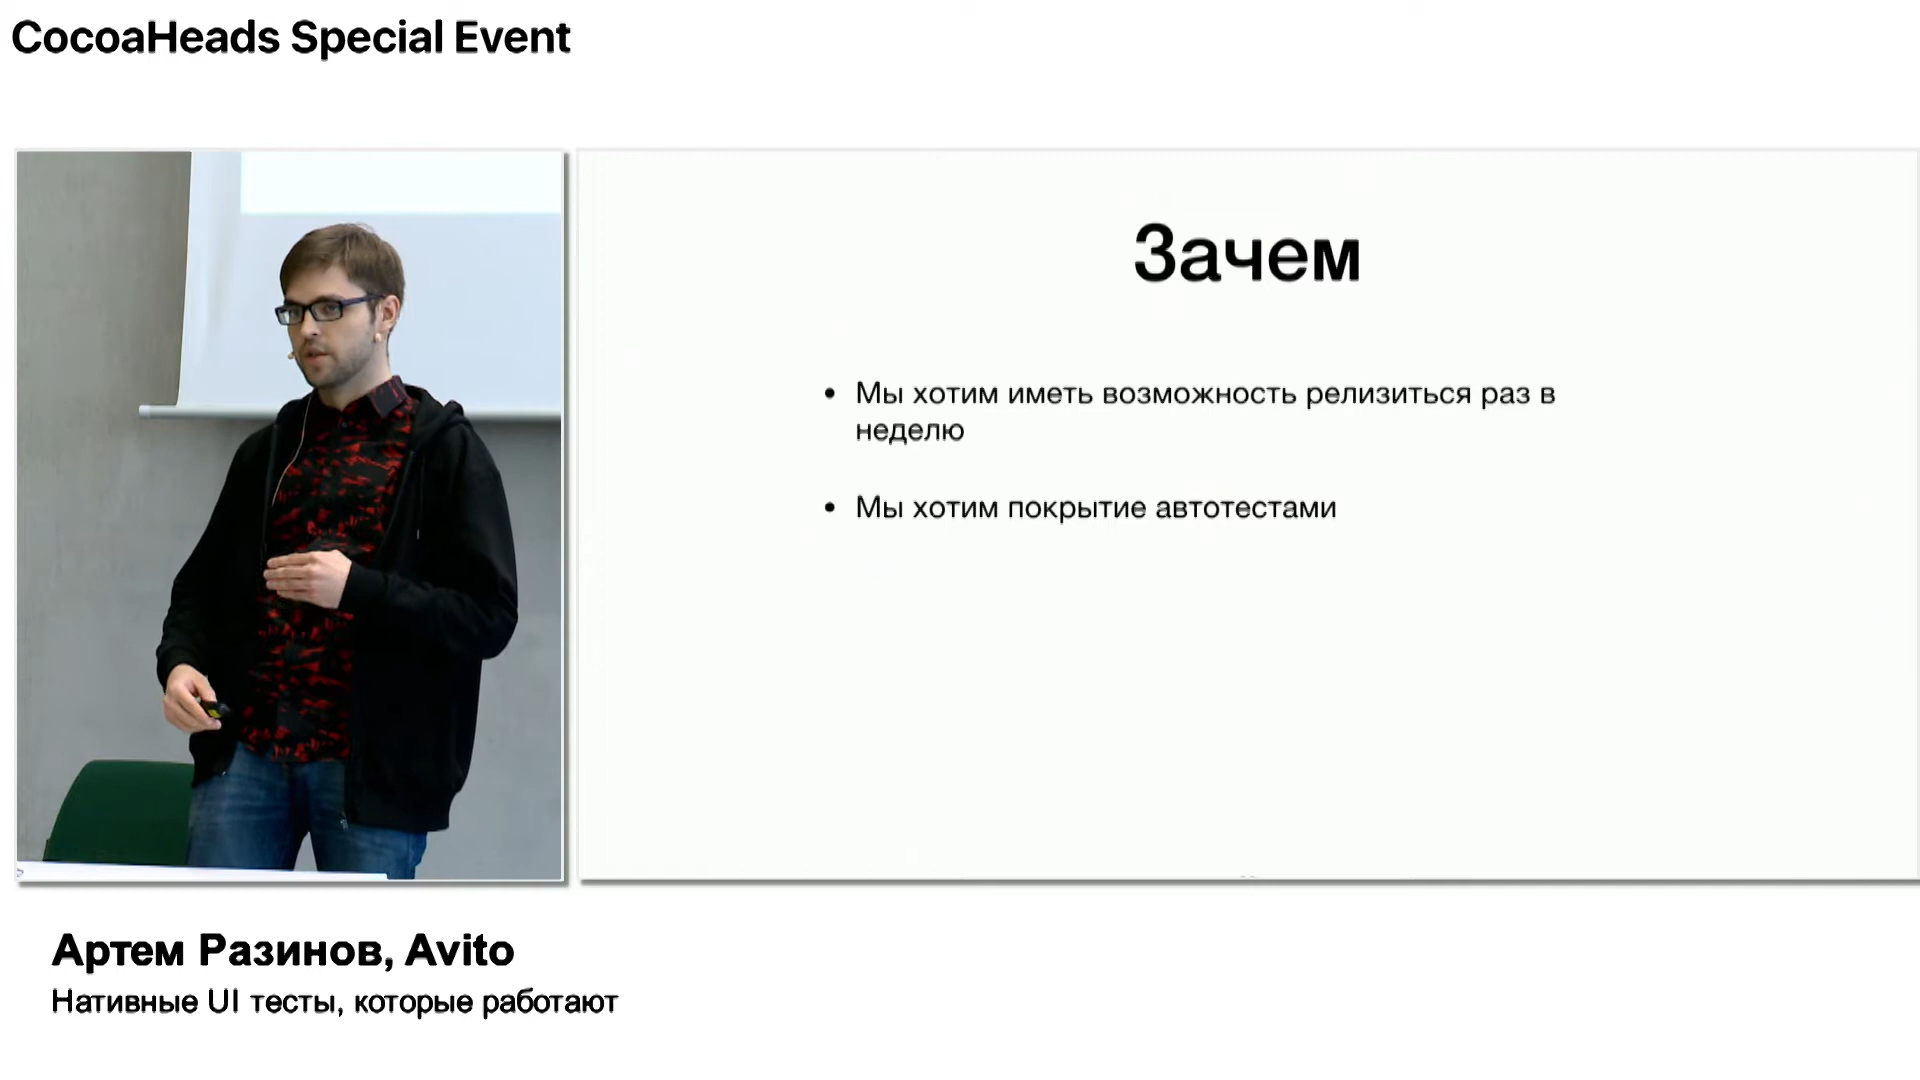 CocoaHeads Special Event
Зачем
• Мы хотим иметь возможность релизиться раз в
неделю
• Мы хотим покрытие автотестами
Артем Разинов, Avito
Нативные UI тесты, которые работают